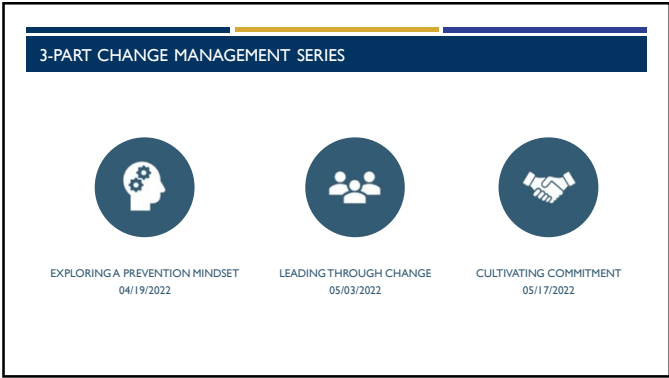 3-PART CHANGE MANAGEMENT SERIES
EXPLORING A PREVENTION MINDSET
04/19/2022
LEADING THROUGH CHANGE
05/03/2022
CULTIVATING COMMITMENT
05/17/2022